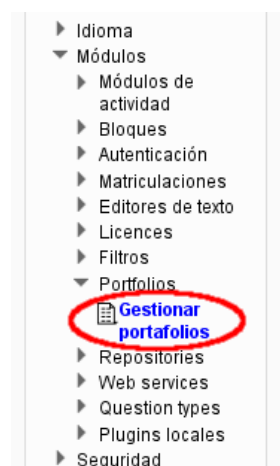 Idioma
Módulos
Módulos de
actividad
Bloques
Autenticación
Matriculaciones
Editores de texto
Licences
Filtros
Portfolios
Gestionar
portafolios
Repositories
Web services
Question types
Plugins locales
Seguridad